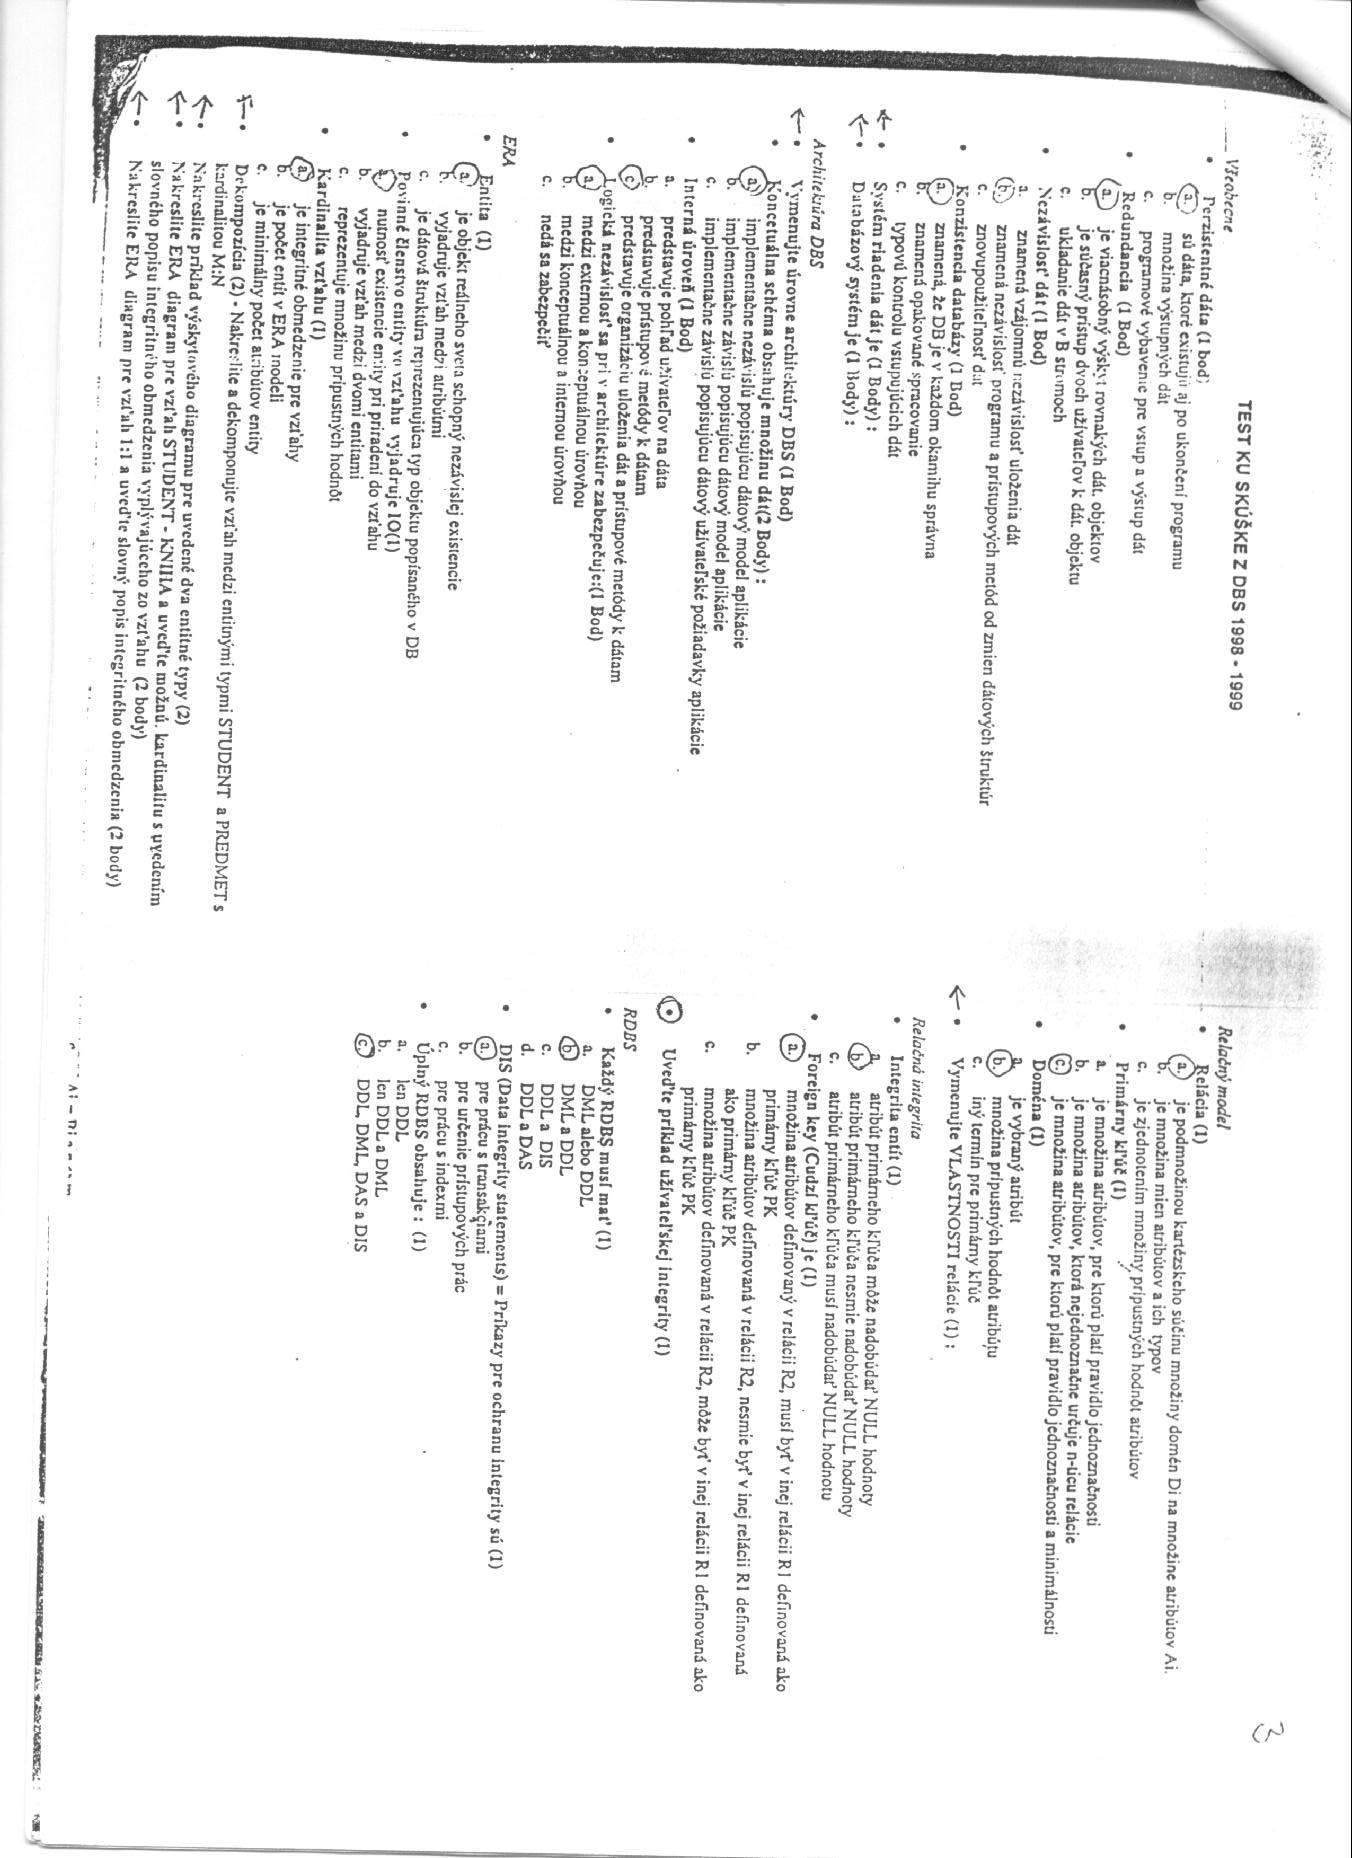 TEST KU SKÚŠKE Z DBS 1998 - 1999
Všeobecne
• Perzistentné dáta (1 bod)
a. sú dáta, ktoré existujú aj po ukončení programu
b. množina výstupných dát
c. programové vybavenie pre vstup a výstup dát
• Redundancia (1 Bod)
a. je viacnásobný výskyt rovnakých dát. objektov
b. je súčasný prístup dvoch užívateľov k dát. objektu
c. ukladanie dát v B stromoch
• Nezávislosť dát (1 Bod)
a. znamená vzájomnú nezávislosť uloženia dát
b. znamená nezávislosť programu a prístupových metód od zmien dátových štruktúr
c. znovupoužiteľnosť dát
• Konzistencia databázy (1 Bod)
a. znamená, že DB je v každom okamihu správna
b. znamená opakované spracovanie
c. typovú kontrolu vstupujúcich dát
• Systém riadenia dát je (1 Body) :
• Databázový systém je (1 Body) :
Architektúra DBS
• Vymenujte úrovne architektúry DBS (1 Bod)
• Koncetuálna schéma obsahuje množinu dát(2 Body) :
a. implementačne nezávislú popisujúcu dátový model aplikácie
b. implementačne závislú popisujúcu dátový model aplikácie
c. implementačne závislú popisujúcu dátový užívateľské požiadavky aplikácie
• Interná úroveň (1 Bod)
a. predstavuje pohľad užívateľov na dáta
b. predstavuje prístupové metódy k dátam
c. predstavuje organizáciu uloženia dát a prístupové metódy k dátam
• Logická nezávislosť sa pri v architektúre zabezpečuje:(1 Bod)
a. medzi externou a konceptuálnou úrovňou
b. medzi konceptuálnou a internou úrovňou
c. nedá sa zabezpečiť
ERA
• Entita (1)
a. je objekt reálneho sveta schopný nezávislej existencie
b. vyjadruje vzťah medzi atribútmi
c. je dátová štruktúra reprezentujúca typ objektu popísaného v DB
• Povinné členstvo entity vo vzťahu vyjadruje IO(1)
a. nutnosť existencie entity pri priradení do vzťahu
b. vyjadruje vzťah medzi dvomi entitami
c. reprezentuje množinu prípustných hodnôt
• Kardinalita vzťahu (1)
a. je integritné obmedzenie pre vzťahy
b. je počet entít v ERA modeli
c. je minimálny počet atribútov entity
• Dekompozícia (2) - Nakreslite a dekomponujte vzťah medzi entitnými typmi STUDENT a PREDMET s
kardinalitou M:N
• Nakreslite príklad výskytového diagramu pre uvedené dva entitné typy (2)
• Nakreslite ERA diagram pre vzťah STUDENT - KNIHA a uveďte možnú kardinalitu s uvedením
slovného popisu integritného obmedzenia vyplývajúceho zo vzťahu (2 body)
• Nakreslite ERA diagram pre vzťah 1:1 a uveďte slovný popis integritného obmedzenia (2 body)
3
Relačný model
• Relácia (1)
a. je podmnožinou kartézskeho súčinu množiny domén Di na množine atribútov Ai.
b. je množina mien atribútov a ich typov
c. je zjednotením množiny prípustných hodnôt atribútov
• Primárny kľúč (1)
a. je množina atribútov, pre ktorú platí pravidlo jednoznačnosti
b. je množina atribútov, ktorá nejednoznačne určuje n-ticu relácie
c. je množina atribútov, pre ktorú platí pravidlo jednoznačnosti a minimálnosti
• Doména (1)
a. je vybraný atribút
b. množina prípustných hodnôt atribútu
c. iný termín pre primárny kľúč
• Vymenujte VLASTNOSTI relácie (1) :
Relačná integrita
• Integrita entít (1)
a. atribút primárneho kľúča môže nadobúdať NULL hodnoty
b. atribút primárneho kľúča nesmie nadobúdať NULL hodnoty
c. atribút primárneho kľúča musí nadobúdať NULL hodnotu
• Foreign key (Cudzí kľúč) je (1)
a. množina atribútov definovaný v relácii R2, musí byť v inej relácii R1 definovaná ako
primárny kľúč PK
b. množina atribútov definovaná v relácii R2, nesmie byť v inej relácii R1 definovaná
ako primárny kľúč PK
c. množina atribútov definovaná v relácii R2, môže byť v inej relácii R1 definovaná ako
primárny kľúč PK
• Uveďte príklad užívateľskej integrity (1)
RDBS
• Každý RDBS musí mať (1)
a. DML alebo DDL
b. DML a DDL
c. DDL a DIS
d. DDL a DAS
• DIS (Data integrity statements) = Príkazy pre ochranu integrity sú (1)
a. pre prácu s transakciami
b. pre určenie prístupových prác
c. pre prácu s indexmi
• Úplný RDBS obsahuje : (1)
a. len DDL
b. len DDL a DML
c. DDL, DML, DAS a DIS